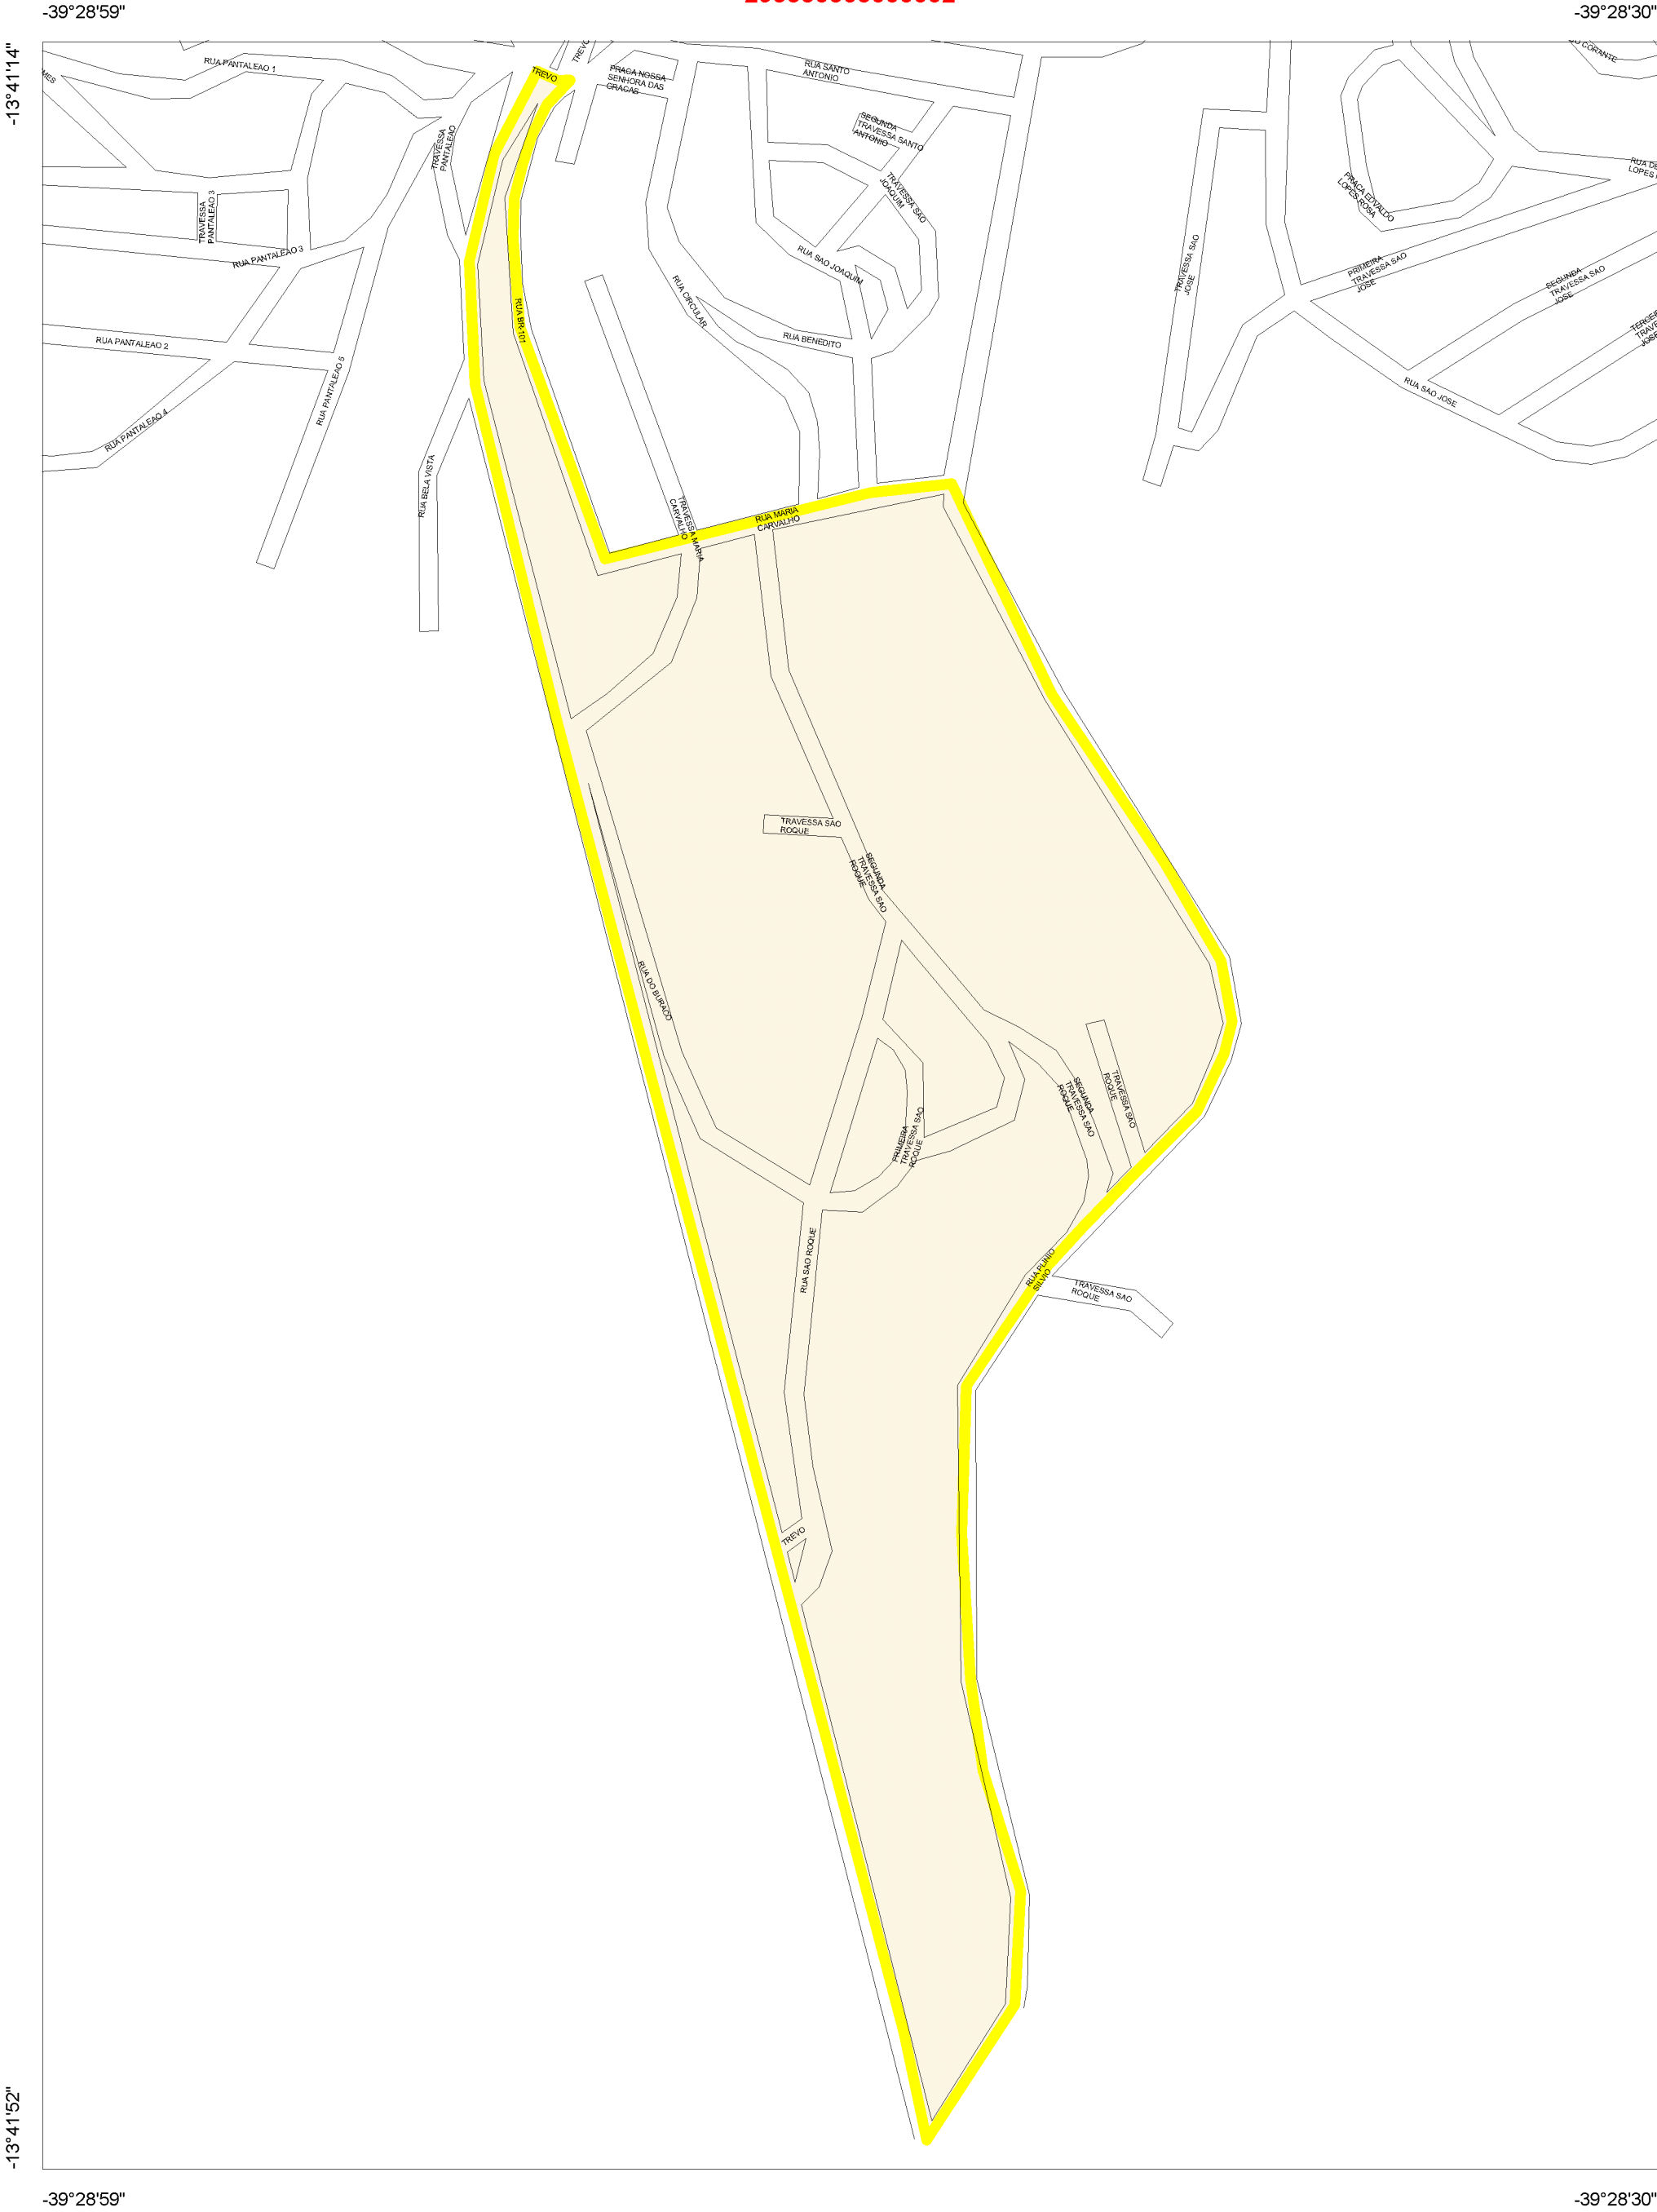 -39°28'59"
-39°28'30"
-13°41'14"
TREVO
TREVO
RUA PANTALEAO 1
PRACA NOSSA
SENHORA DAS
GRACAS
RUA SANTO
ANTONIO
SEGUNDA
TRAVESSA SANTO
ANTONIO
TRAVESSA
PANTALEAO
TRAVESSA SAO
JOAQUIM
PRACA EDVALDO
LOPES ROSA
TRAVESSA
PANTALEAO 3
RUA PANTALEAO 3
RUA SAO JOAQUIM
TRAVESSA SAO
JOSE
PRIMEIRA
TRAVESSA SAO
JOSE
SEGUNDA
TRAVESSA SAO
JOSE
RUA CIRCULAR
RUA BR-101
RUA BENEDITO
RUA PANTALEAO 2
RUA PANTALEAO 5
RUA SAO JOSE
RUA PANTALEAO 4
RUA BELA VISTA
TRAVESSA MARIA
CARVALHO
RUA MARIA
CARVALHO
TRAVESSA SAO
ROQUE
SEGUNDA
TRAVESSA SAO
ROQUE
RUA DO BURACO
SEGUNDA
TRAVESSA SAO
ROQUE
TRAVESSA SAO
ROQUE
PRIMEIRA
TRAVESSA SAO
ROQUE
RUA SAO ROQUE
RUA PLINIO
SILVIO
TRAVESSA SAO
ROQUE
TREVO
-13°41'52"
-39°28'59"
-39°28'30"